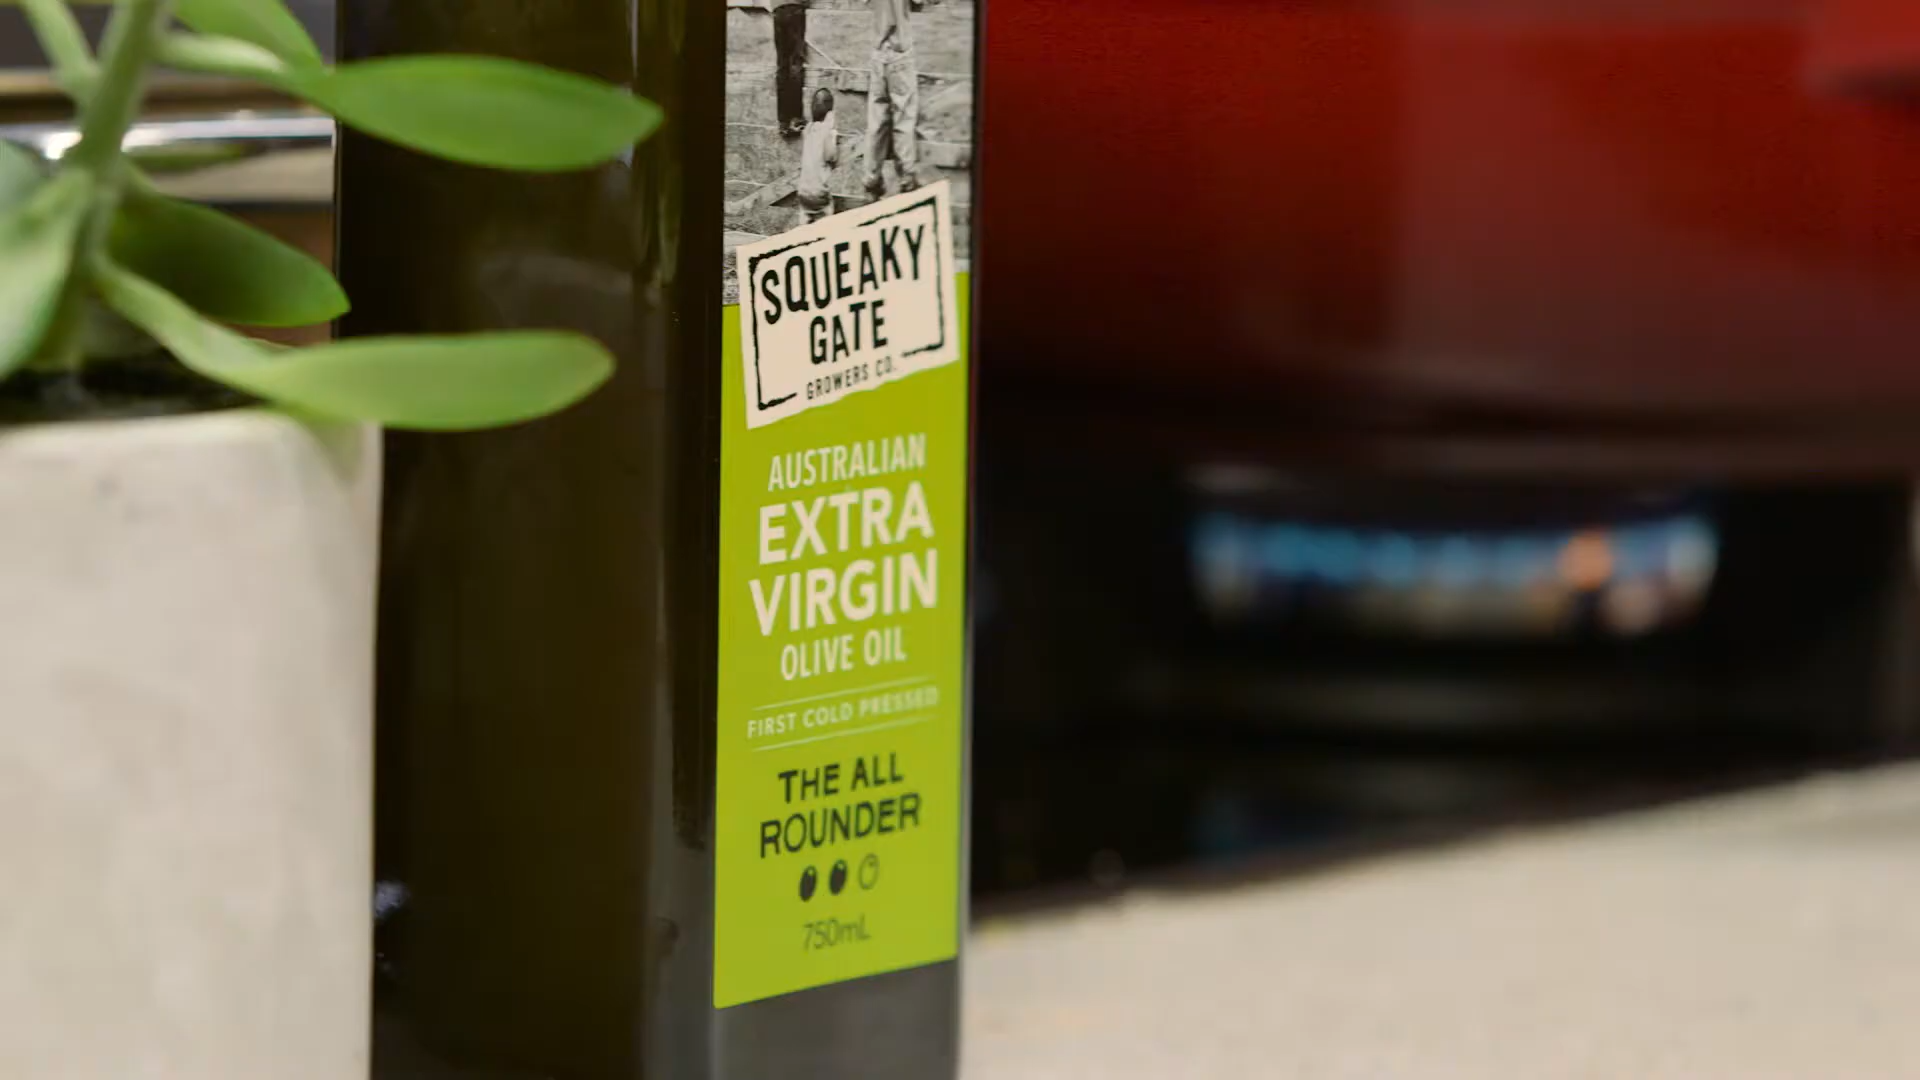 SQUEAKY
GATE
GROWERS CO.
AUSTRALIAN
EXTRA
VIRGIN
OLIVE OIL
FIRST COLD PRESSED
THE ALL
ROUNDER
750mL